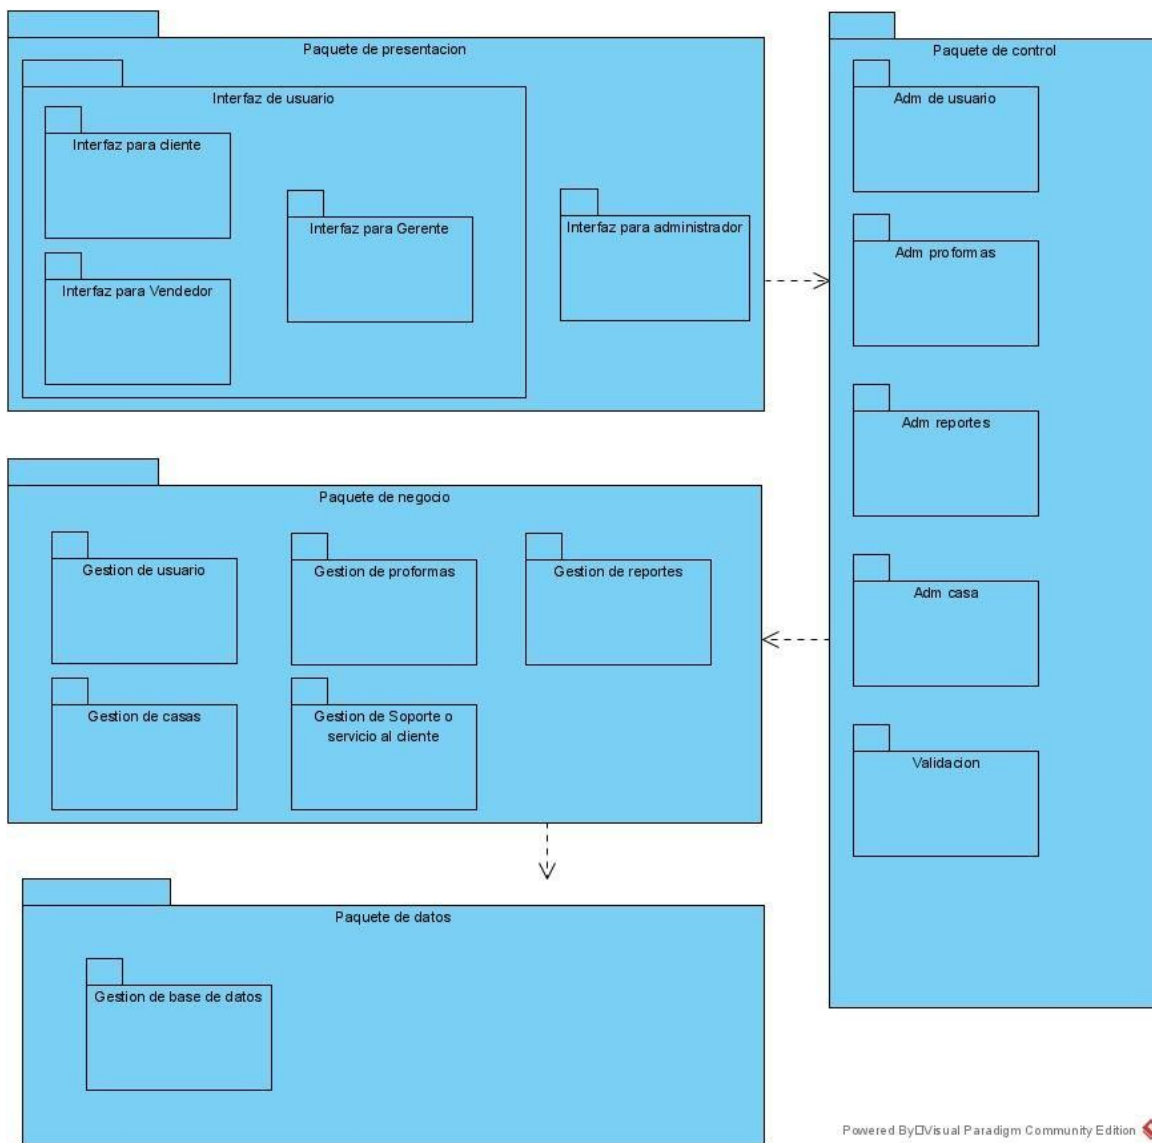 Paquete de presentacion
Interfaz de usuario
Interfaz para cliente
Interfaz para Gerente
Interfaz para administrador
Interfaz para Vendedor
Paquete de control
Adm de usuario
Adm proformas
Adm reportes
Adm casa
Validacion
Paquete de negocio
Gestion de usuario
Gestion de proformas
Gestion de reportes
Gestion de casas
Gestion de Soporte o
servicio al cliente
Paquete de datos
Gestion de base de datos
Powered By□Visual Paradigm Community Edition